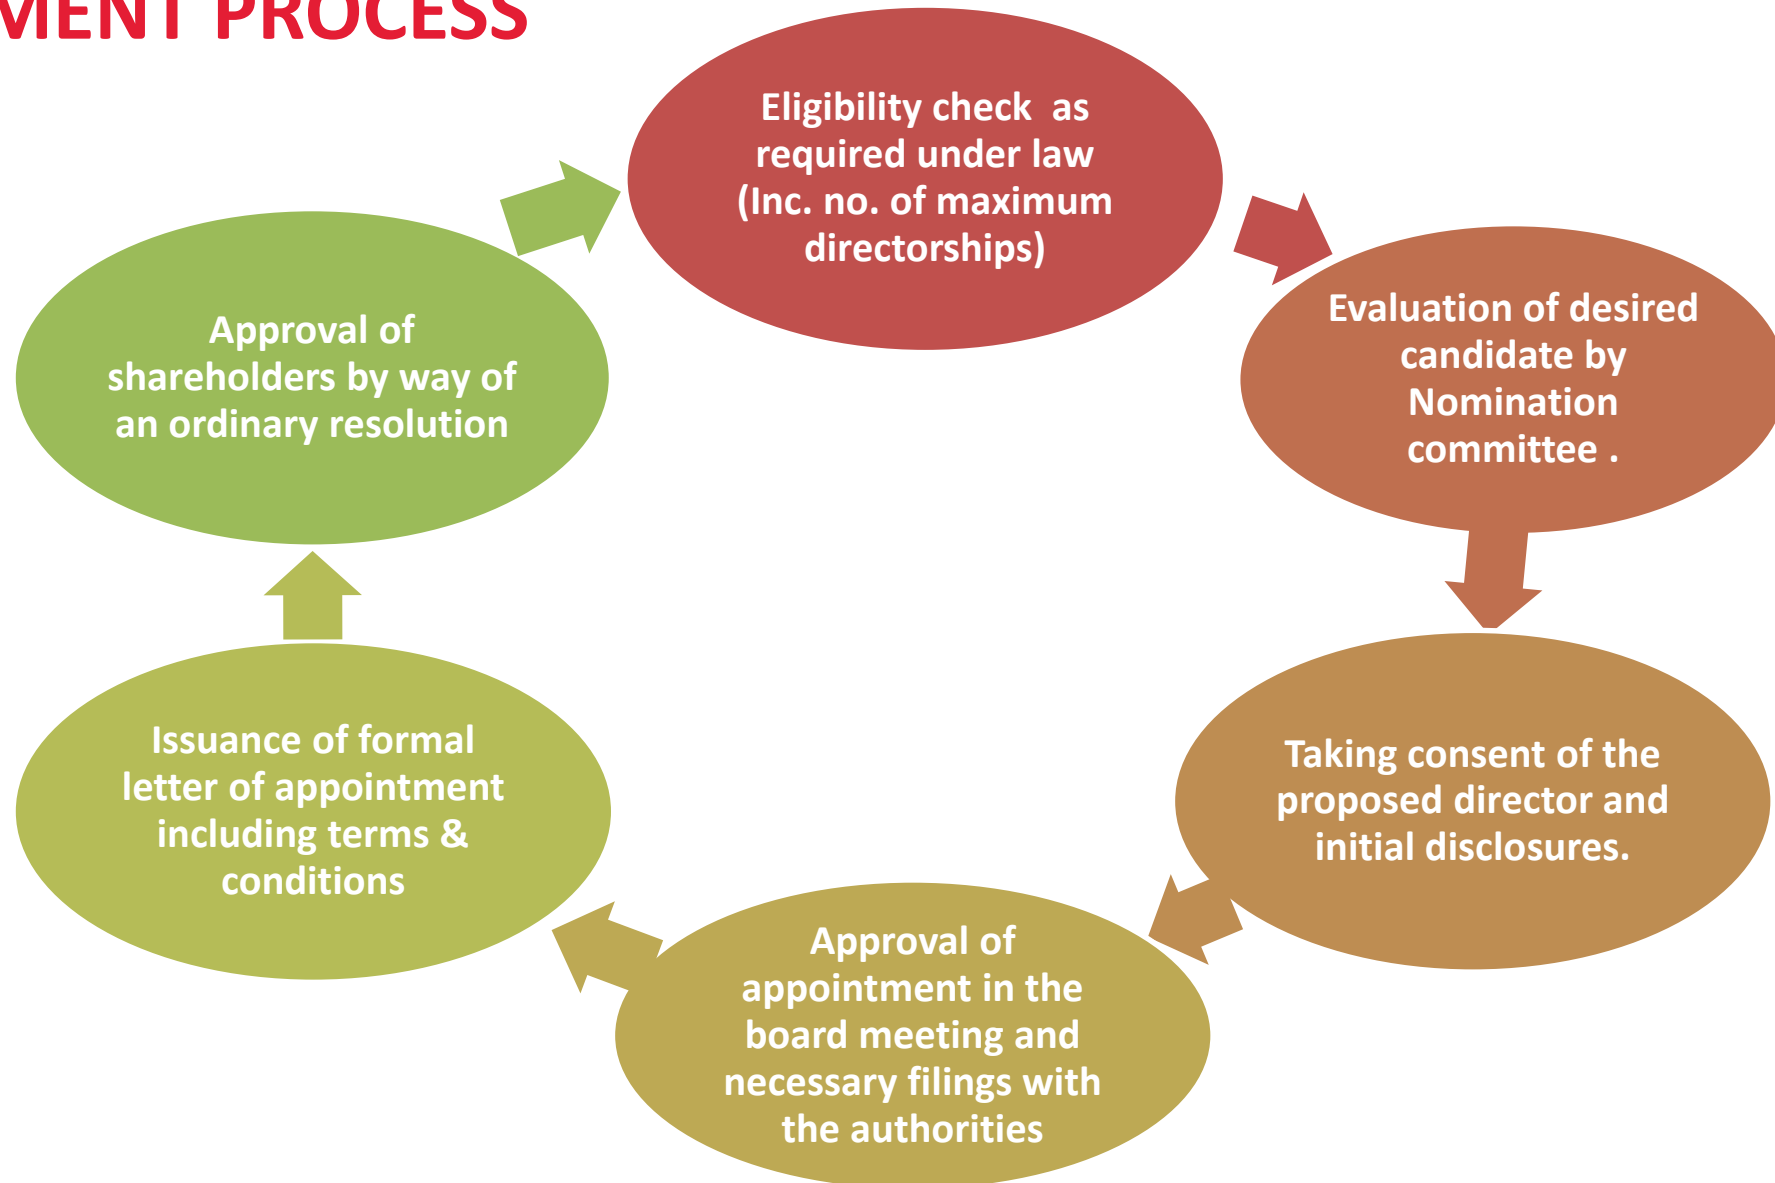 MENT PROCESS
Eligibility check as
required under law
(Inc. no. of maximum
directorships)
Evaluation of desired
candidate by
Nomination
committee .
Taking consent of the
proposed director and
initial disclosures.
Approval of
appointment in the
board meeting and
necessary filings with
the authorities
Issuance of formal
letter of appointment
including terms &
conditions
Approval of
shareholders by way of
an ordinary resolution